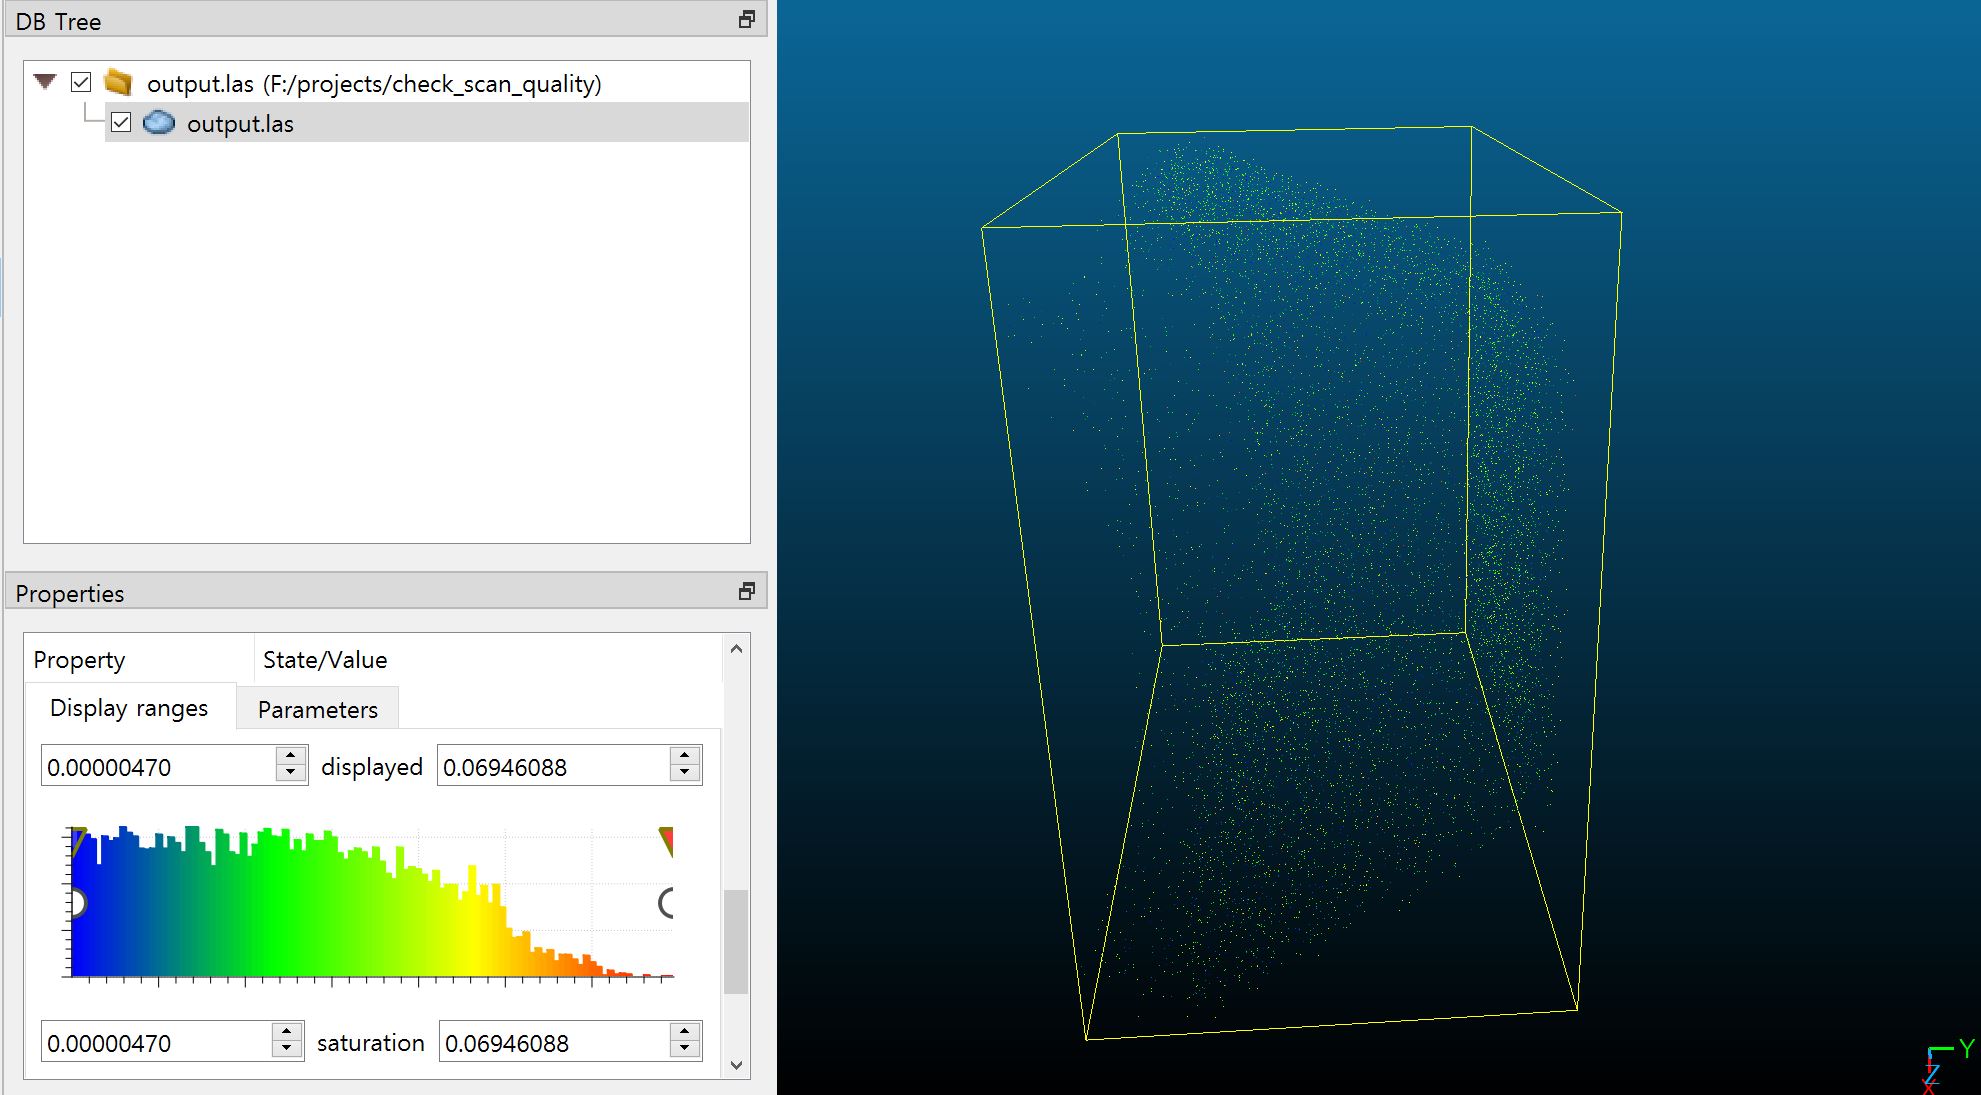 DB Tree
output.las (F:/projects/check_scan_quality)
output.las
Properties
Property State/Value
Display ranges Parameters
0.00000470 displayed 0.06946088
0.00000470 saturation 0.06946088
Y
Z
X